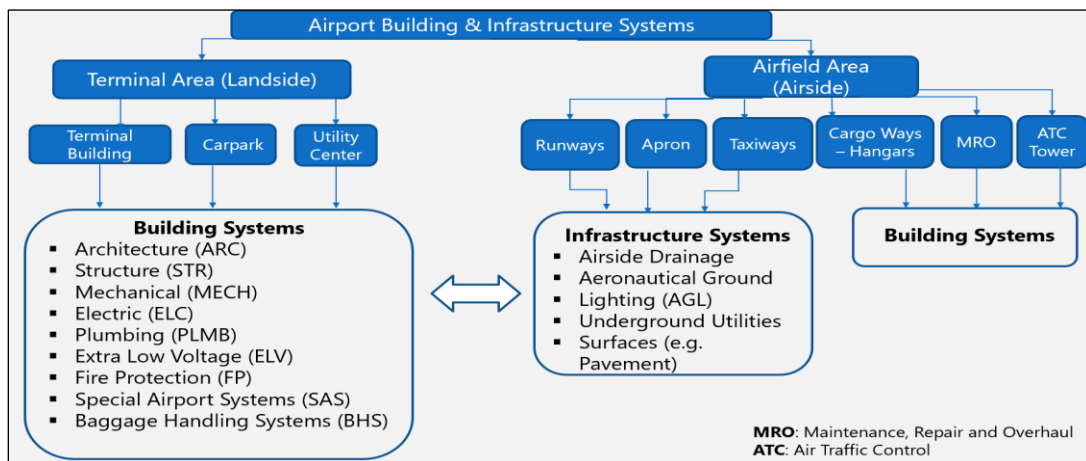 Airport Building & Infrastructure Systems
Terminal Area (Landside)
Airfield Area
(Airside)
Terminal
Building
Carpark
Utility
Center
Runways
Apron
Taxiways
Cargo Ways
– Hangars
MRO
ATC
Tower
Building Systems
▪ Architecture (ARC)
▪ Structure (STR)
▪ Mechanical (MECH)
▪ Electric (ELC)
▪ Plumbing (PLMB)
▪ Extra Low Voltage (ELV)
▪ Fire Protection (FP)
▪ Special Airport Systems (SAS)
▪ Baggage Handling Systems (BHS)
Infrastructure Systems
▪ Airside Drainage
▪ Aeronautical Ground
▪ Lighting (AGL)
▪ Underground Utilities
▪ Surfaces (e.g.
Pavement)
Building Systems
MRO: Maintenance, Repair and Overhaul
ATC: Air Traffic Control